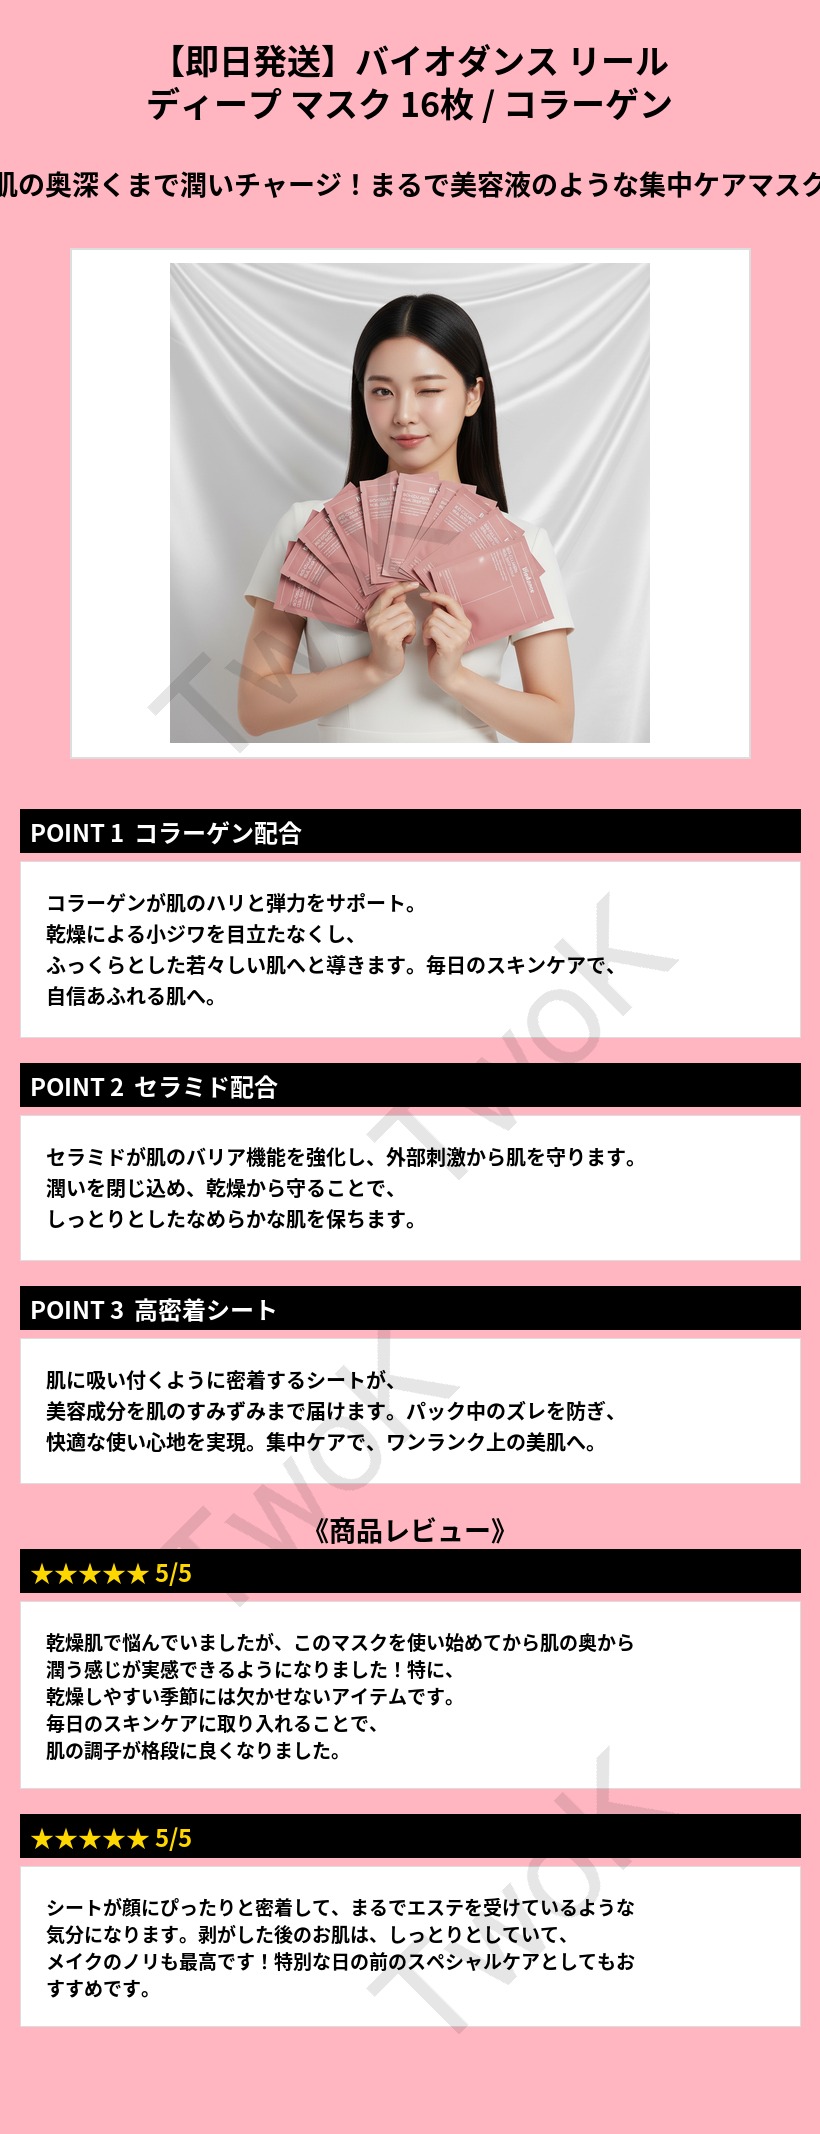 【即日発送】バイオダンス リール
ディープ マスク 16枚 / コラーゲン
肌の奥深くまで潤いチャージ！まるで美容液のような集中ケアマスク
TwoK
POINT 1 コラーゲン配合
コラーゲンが肌のハリと弾力をサポート。
乾燥による小ジワを目立たなくし、
ふっくらとした若々しい肌へと導きます。毎日のスキンケアで、
自信あふれる肌へ。
TwoK
POINT 2 セラミド配合
セラミドが肌のバリア機能を強化し、外部刺激から肌を守ります。
潤いを閉じ込め、乾燥から守ることで、
しっとりとしたなめらかな肌を保ちます。
POINT 3 高密着シート
肌に吸い付くように密着するシートが、
美容成分を肌のすみずみまで届けます。パック中のズレを防ぎ、
快適な使い心地を実現。集中ケアで、ワンランク上の美肌へ。
TwoK
《商品レビュー》
★★★★★ 5/5
乾燥肌で悩んでいましたが、このマスクを使い始めてから肌の奥から
潤う感じが実感できるようになりました！特に、
乾燥しやすい季節には欠かせないアイテムです。
毎日のスキンケアに取り入れることで、
肌の調子が格段に良くなりました。
★★★★★ 5/5
シートが顔にぴったりと密着して、まるでエステを受けているような
気分になります。剥がした後のお肌は、しっとりとしていて、
メイクのノリも最高です！特別な日の前のスペシャルケアとしてもお
すすめです。
TwoK